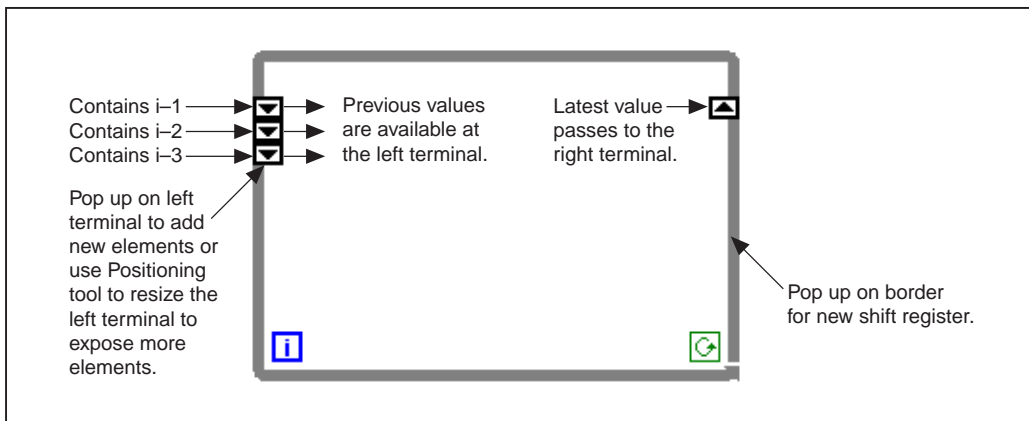 Contains i–1
Contains i–2
Contains i–3
Previous values
are available at
the left terminal.
Latest value
passes to the
right terminal.
Pop up on left
terminal to add
new elements or
use Positioning
tool to resize the
left terminal to
expose more
elements.
Pop up on border
for new shift register.
i